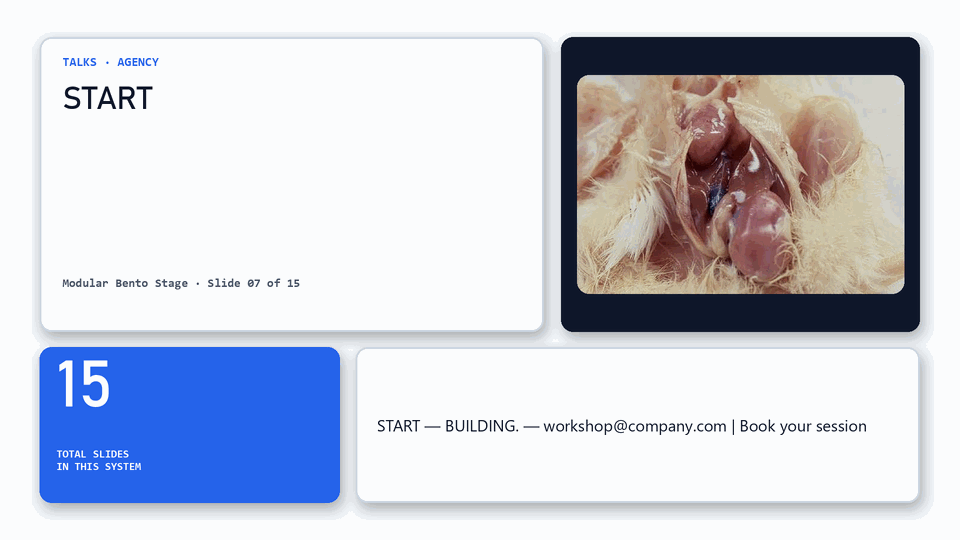 TALKS · AGENCY
START
Modular Bento Stage · Slide 07 of 15
15
TOTAL SLIDES
IN THIS SYSTEM
START — BUILDING. — workshop@company.com | Book your session